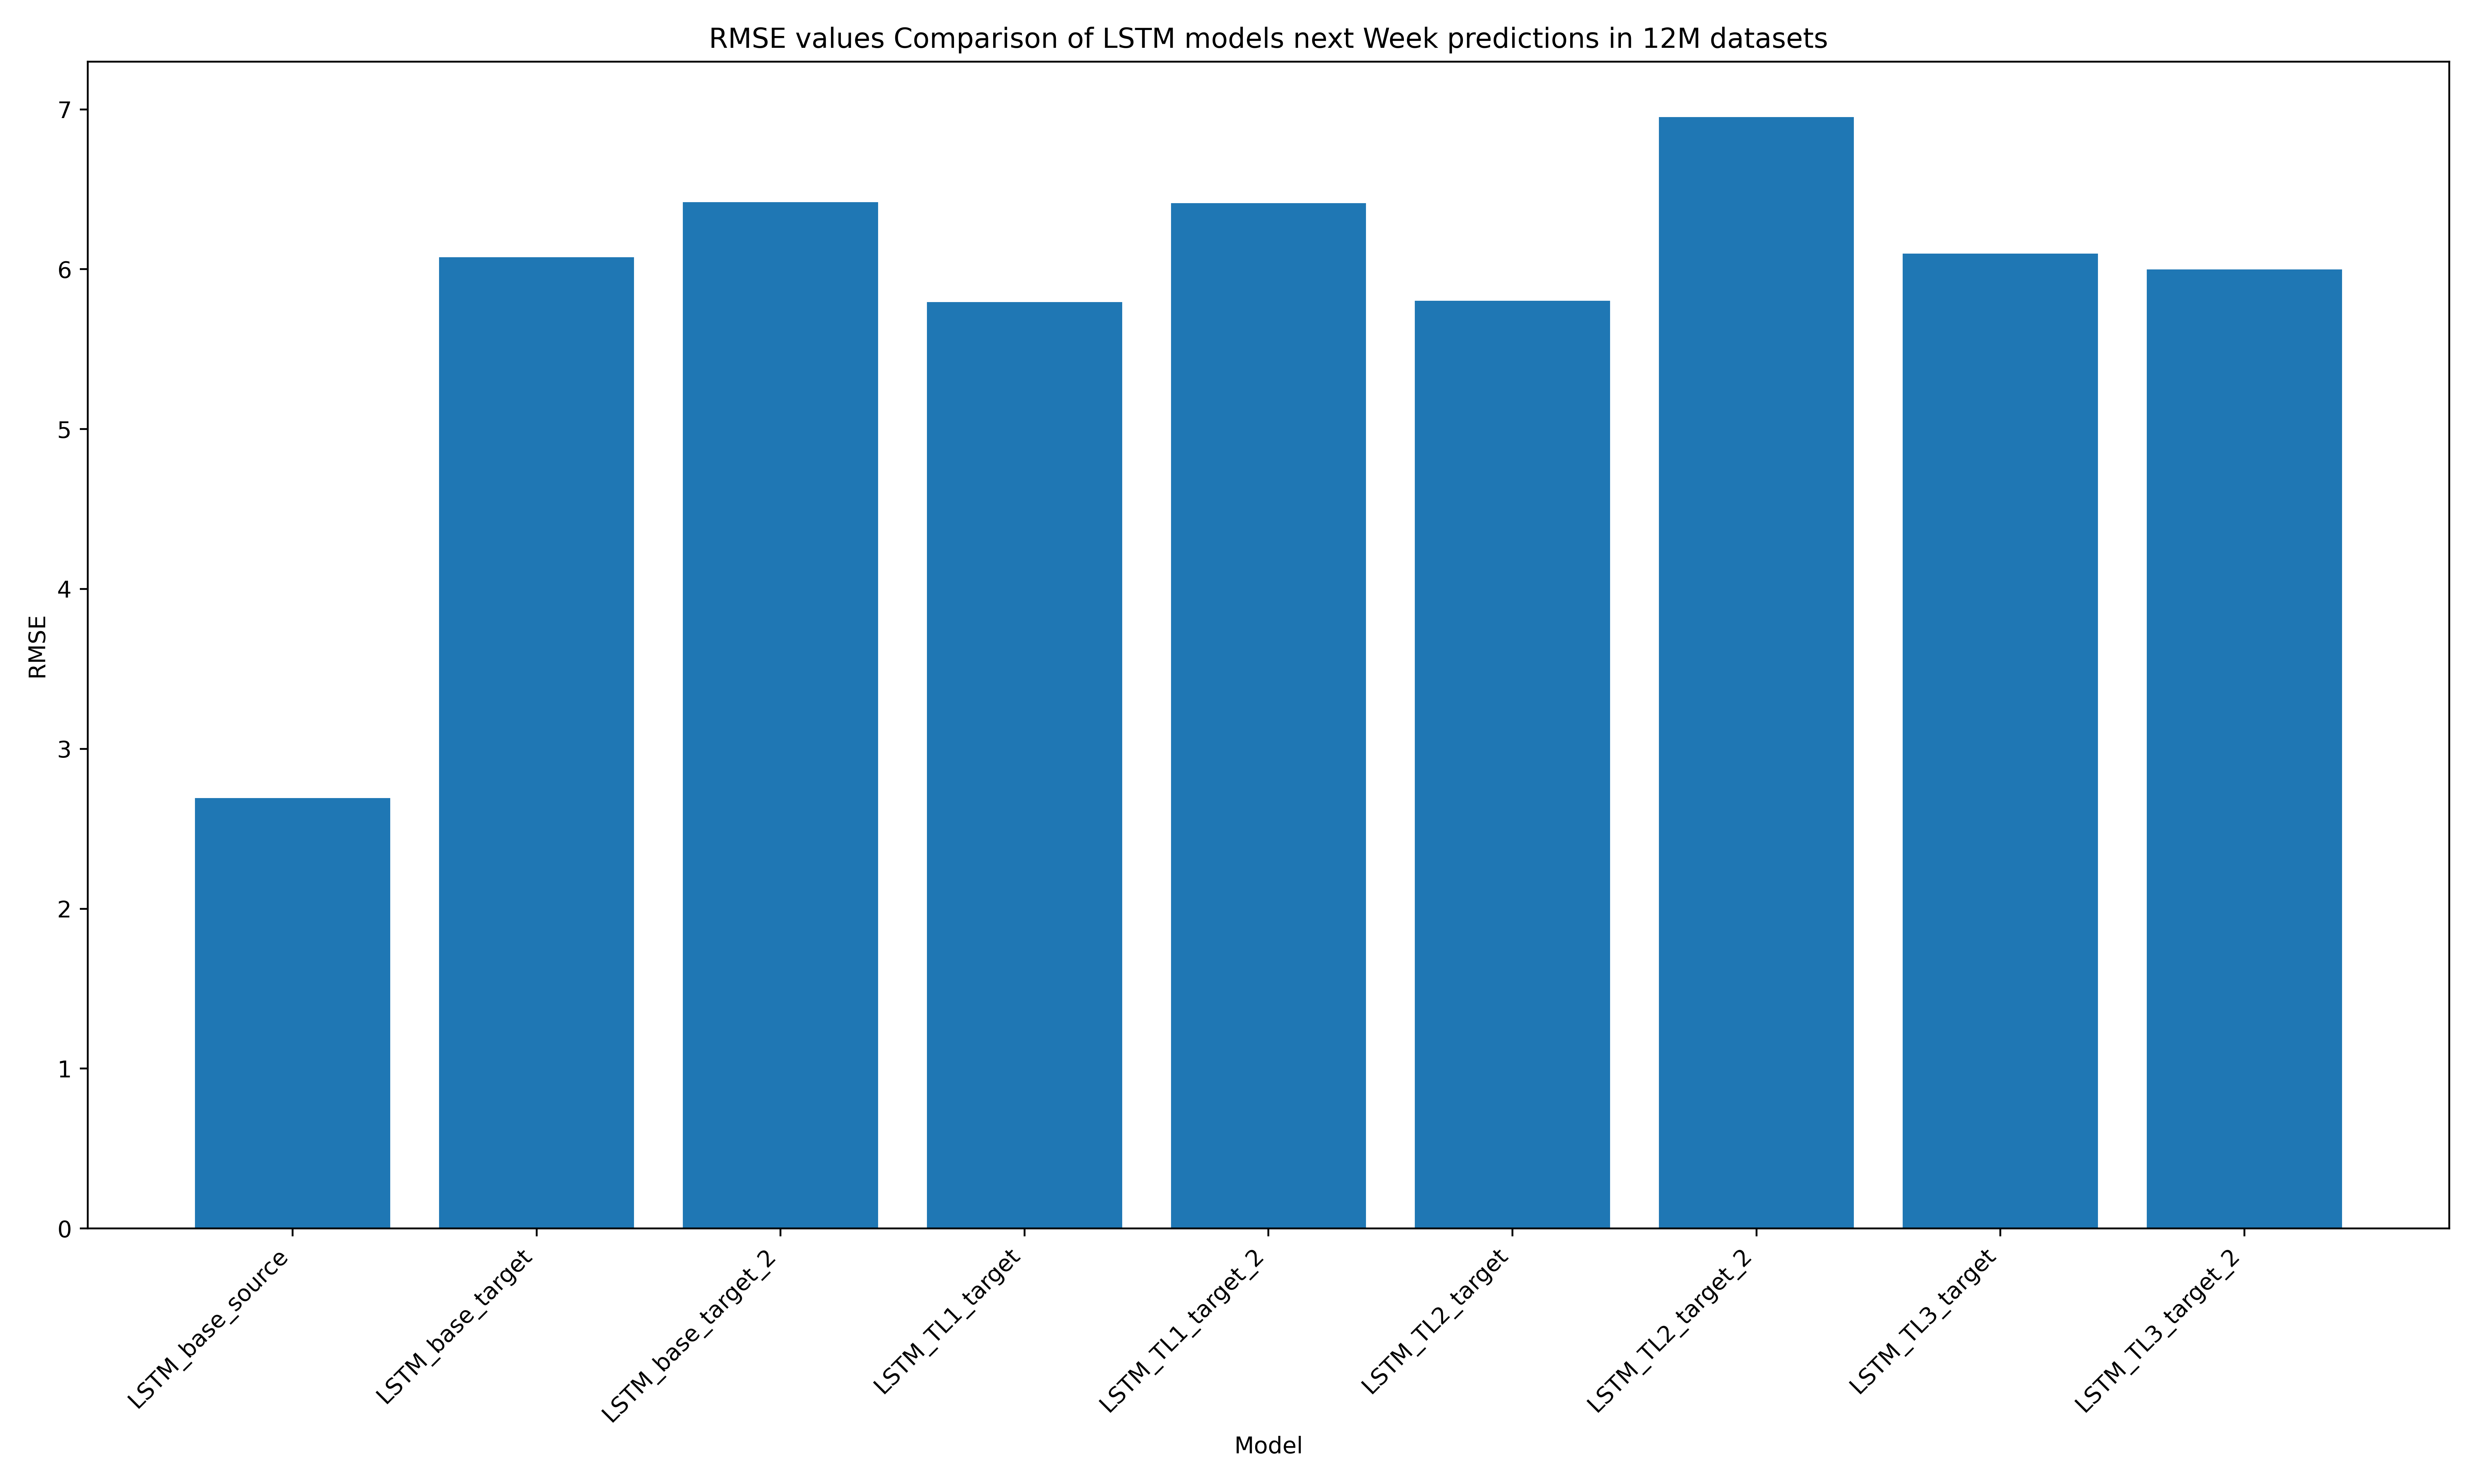 RMSE values Comparison of LSTM models next Week predictions in 12M datasets
7
6
5
4
3
2
1
0
RMSE
LSTM_base_source
LSTM_base_target
LSTM_base_target_2
LSTM_TL1_target
LSTM_TL1_target_2
LSTM_TL2_target
LSTM_TL2_target_2
LSTM_TL3_target
LSTM_TL3_target_2
Model